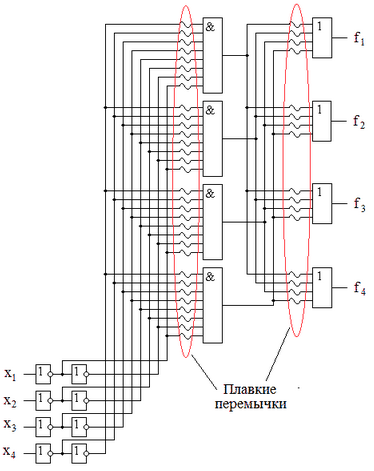 & 1 f1
& 1 f2
& 1 f3
& 1 f4
x1 1 1
x2 1 1
x3 1 1
x4 1 1
Плавкие
перемычки